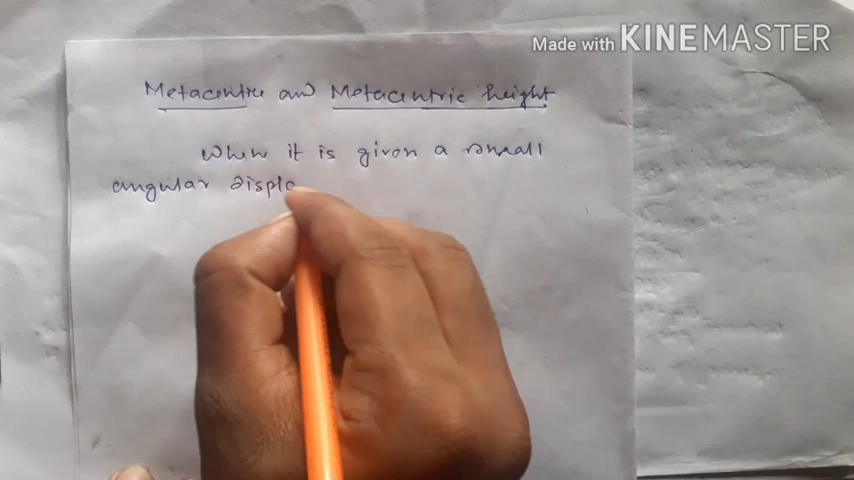 Made with KINEMASTER
Metacentre and Metacentric height
When it is given a small
angular displa